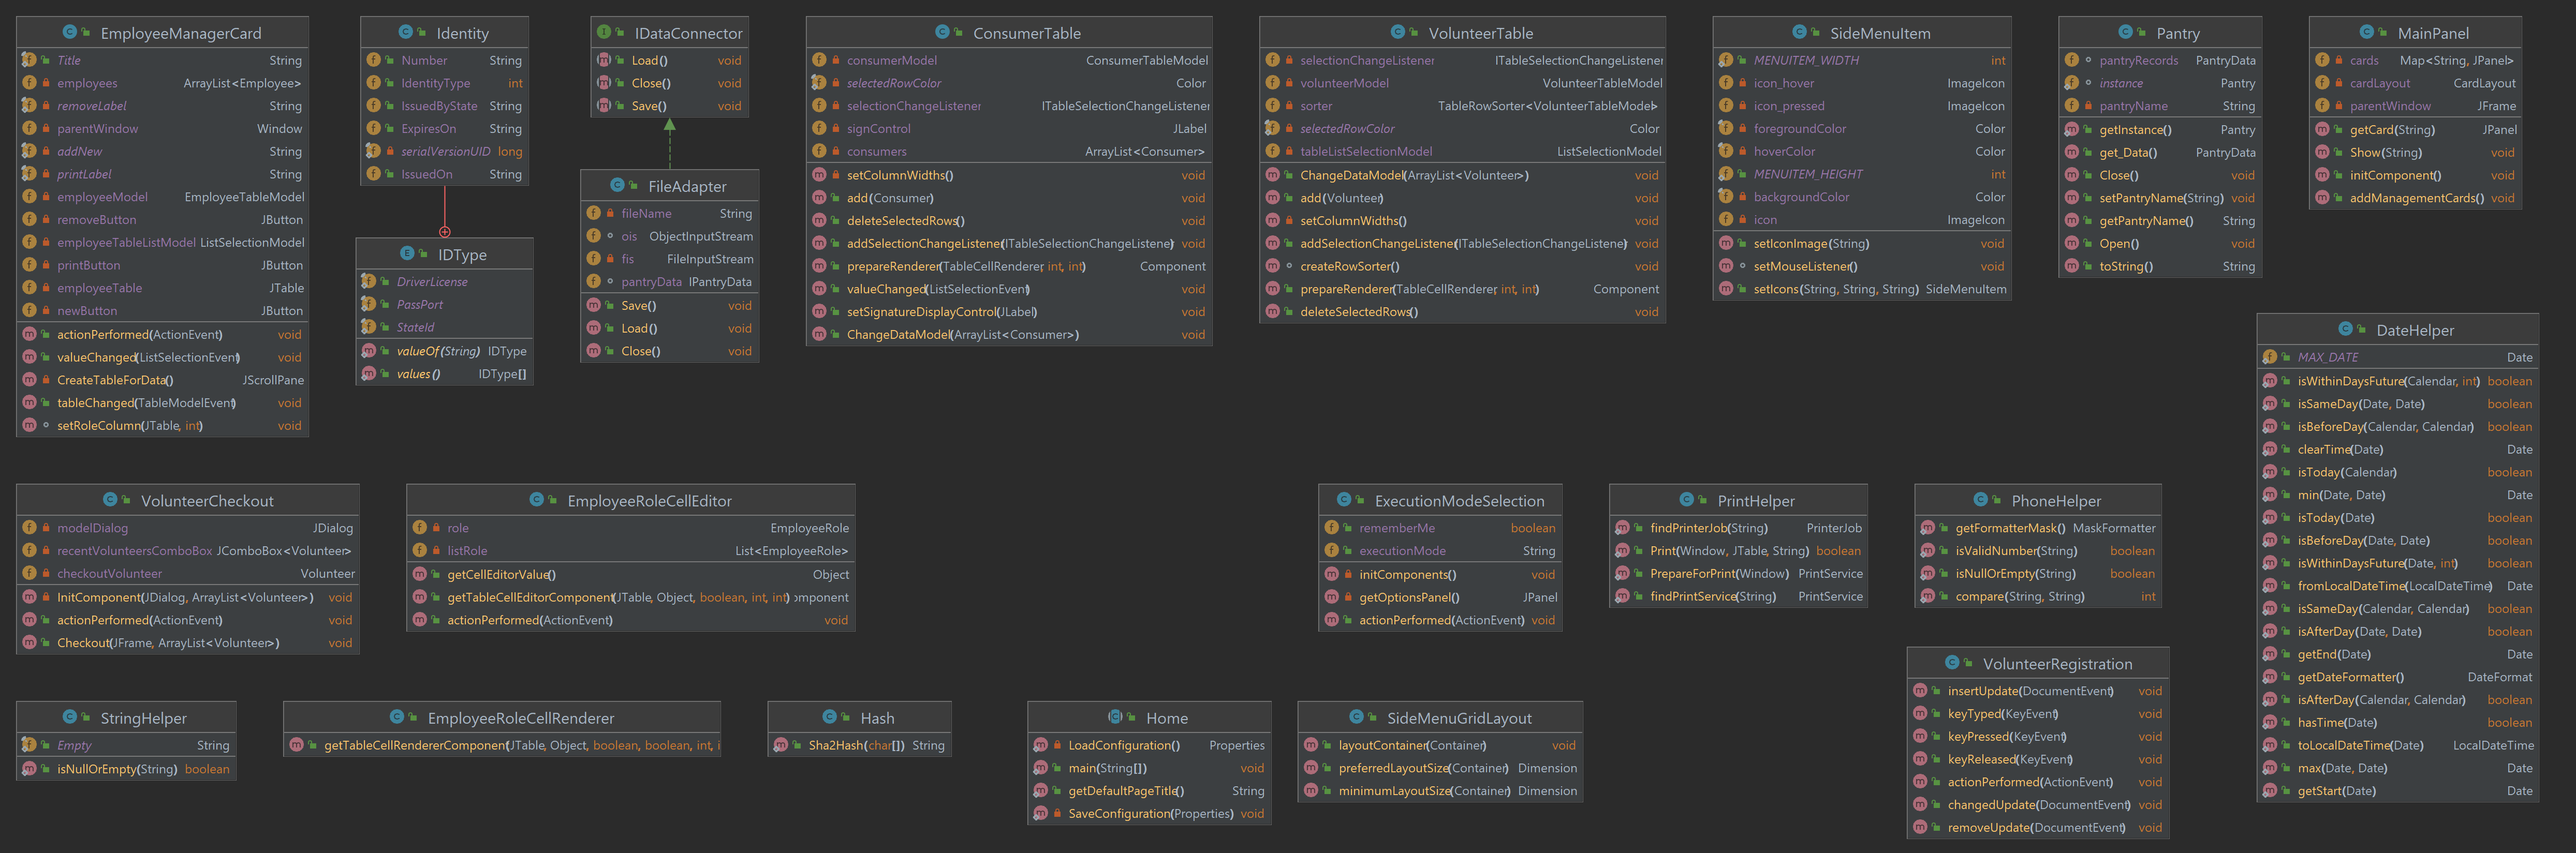 EmployeeManagerCard
Title String
employees ArrayList<Employee>
removeLabel String
parentWindow Window
addNew String
printLabel String
employeeModel EmployeeTableModel
removeButton JButton
employeeTableListModel ListSelectionModel
printButton JButton
employeeTable JTable
newButton JButton
actionPerformed(ActionEvent) void
valueChanged(ListSelectionEvent) void
CreateTableForData() JScrollPane
tableChanged(TableModelEvent) void
setRoleColumn(JTable, int) void
Identity
Number String
IdentityType int
IssuedByState String
ExpiresOn String
serialVersionUID long
IssuedOn String
IDType
DriverLicense
PassPort
StateId
valueOf(String) IDType
values() IDType[]
IDataConnector
Load() void
Close() void
Save() void
FileAdapter
fileName String
ois ObjectInputStream
fis FileInputStream
pantryData IPantryData
Save() void
Load() void
Close() void
ConsumerTable
consumerModel ConsumerTableModel
selectedRowColor Color
selectionChangeListener ITableSelectionChangeListener
signControl JLabel
consumers ArrayList<Consumer>
setColumnWidths() void
add(Consumer) void
deleteSelectedRows() void
addSelectionChangeListener(ITableSelectionChangeListener) void
prepareRenderer(TableCellRenderer, int, int) Component
valueChanged(ListSelectionEvent) void
setSignatureDisplayControl(JLabel) void
ChangeDataModel(ArrayList<Consumer>) void
VolunteerTable
selectionChangeListener ITableSelectionChangeListener
volunteerModel VolunteerTableModel
sorter TableRowSorter<VolunteerTableModel>
selectedRowColor Color
tableListSelectionModel ListSelectionModel
ChangeDataModel(ArrayList<Volunteer>) void
add(Volunteer) void
setColumnWidths() void
addSelectionChangeListener(ITableSelectionChangeListener) void
createRowSorter() void
prepareRenderer(TableCellRenderer, int, int) Component
deleteSelectedRows() void
SideMenuItem
MENUITEM_WIDTH int
icon_hover ImageIcon
icon_pressed ImageIcon
foregroundColor Color
hoverColor Color
MENUITEM_HEIGHT int
backgroundColor Color
icon ImageIcon
setIconImage(String) void
setMouseListener() void
setIcons(String, String, String) SideMenuItem
Pantry
pantryRecords PantryData
instance Pantry
pantryName String
getInstance() Pantry
get_Data() PantryData
Close() void
setPantryName(String) void
getPantryName() String
Open() void
toString() String
MainPanel
cards Map<String, JPanel>
cardLayout CardLayout
parentWindow JFrame
getCard(String) JPanel
Show(String) void
initComponent() void
addManagementCards() void
DateHelper
MAX_DATE Date
isWithinDaysFuture(Calendar, int) boolean
isSameDay(Date, Date) boolean
isBeforeDay(Calendar, Calendar) boolean
clearTime(Date) Date
isToday(Calendar) boolean
min(Date, Date) Date
isToday(Date) boolean
isBeforeDay(Date, Date) boolean
isWithinDaysFuture(Date, int) boolean
fromLocalDateTime(LocalDateTime) Date
isSameDay(Calendar, Calendar) boolean
isAfterDay(Date, Date) boolean
getEnd(Date) Date
getDateFormatter() DateFormat
isAfterDay(Calendar, Calendar) boolean
hasTime(Date) boolean
toLocalDateTime(Date) LocalDateTime
max(Date, Date) Date
getStart(Date) Date
VolunteerCheckout
modelDialog JDialog
recentVolunteersComboBox JComboBox<Volunteer>
checkoutVolunteer Volunteer
InitComponent(JDialog, ArrayList<Volunteer>) void
actionPerformed(ActionEvent) void
Checkout(JFrame, ArrayList<Volunteer>) void
EmployeeRoleCellEditor
role EmployeeRole
listRole List<EmployeeRole>
getCellEditorValue() Object
getTableCellEditorComponent(JTable, Object, boolean, int, int) omponent
actionPerformed(ActionEvent) void
ExecutionModeSelection
rememberMe boolean
executionMode String
initComponents() void
getOptionsPanel() JPanel
actionPerformed(ActionEvent) void
PrintHelper
findPrinterJob(String) PrinterJob
Print(Window, JTable, String) boolean
PrepareForPrint(Window) PrintService
findPrintService(String) PrintService
PhoneHelper
getFormatterMask() MaskFormatter
isValidNumber(String) boolean
isNullOrEmpty(String) boolean
compare(String, String) int
VolunteerRegistration
insertUpdate(DocumentEvent) void
keyTyped(KeyEvent) void
keyPressed(KeyEvent) void
keyReleased(KeyEvent) void
actionPerformed(ActionEvent) void
changedUpdate(DocumentEvent) void
removeUpdate(DocumentEvent) void
StringHelper
Empty String
isNullOrEmpty(String) boolean
EmployeeRoleCellRenderer
getTableCellRendererComponent(JTable, Object, boolean, boolean, int, i
Hash
Sha2Hash(char[]) String
Home
LoadConfiguration() Properties
main(String[]) void
getDefaultPageTitle() String
SaveConfiguration(Properties) void
SideMenuGridLayout
layoutContainer(Container) void
preferredLayoutSize(Container) Dimension
minimumLayoutSize(Container) Dimension